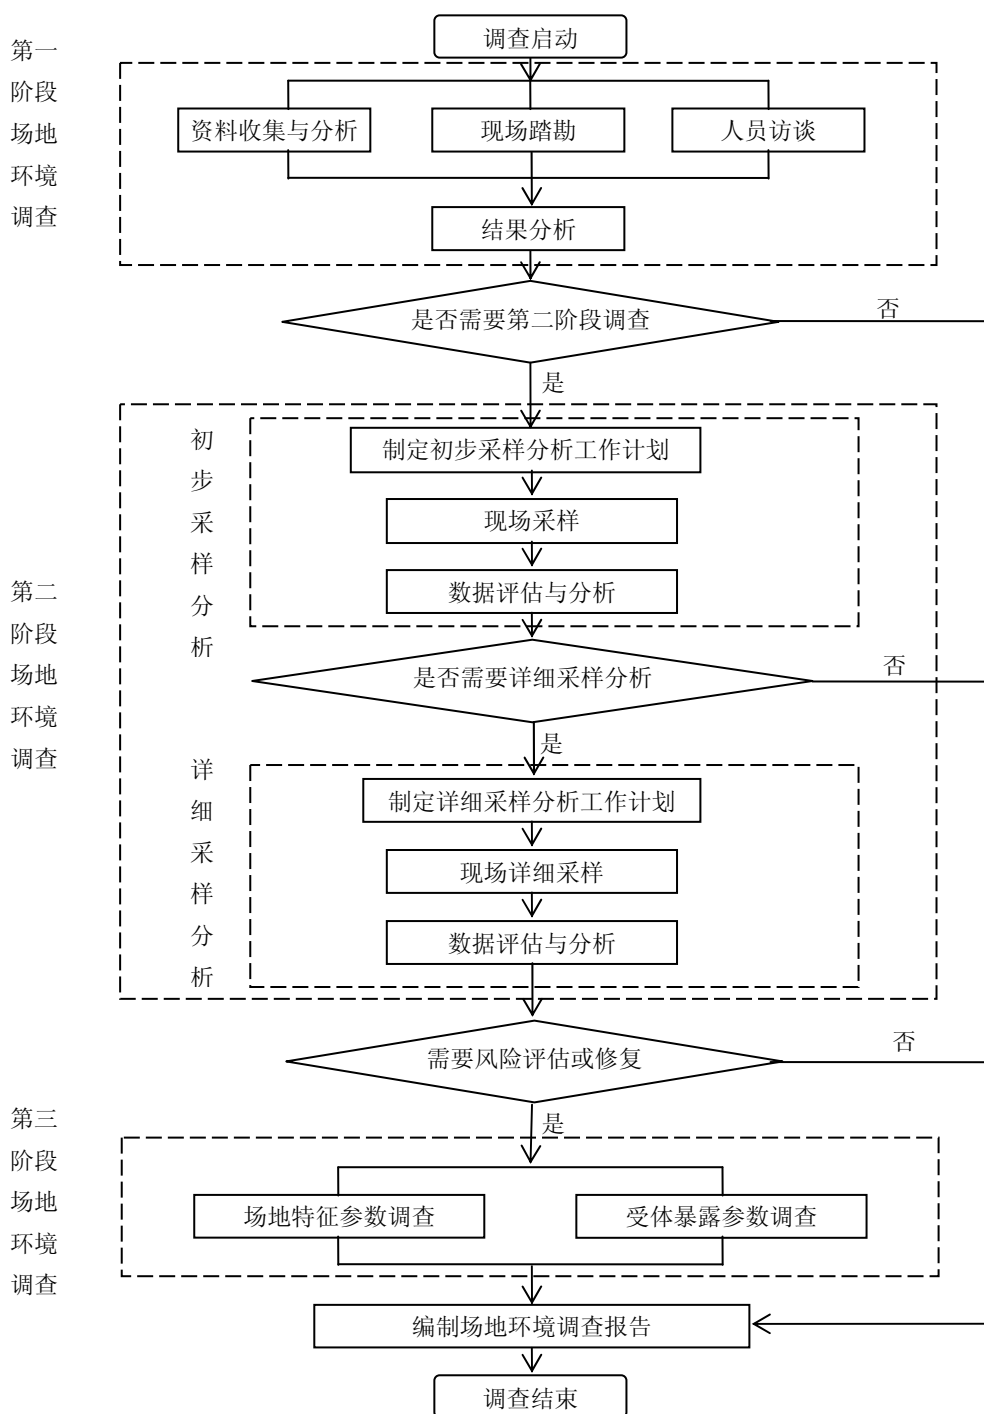 调查启动
第一
阶段
场地
环境
调查
资料收集与分析
现场踏勘
人员访谈
结果分析
是否需要第二阶段调查
否
是
第二
阶段
场地
环境
调查
初
步
采
样
分
析
制定初步采样分析工作计划
现场采样
数据评估与分析
是否需要详细采样分析
否
是
详
细
采
样
分
析
制定详细采样分析工作计划
现场详细采样
数据评估与分析
需要风险评估或修复
否
是
第三
阶段
场地
环境
调查
场地特征参数调查
受体暴露参数调查
编制场地环境调查报告
调查结束